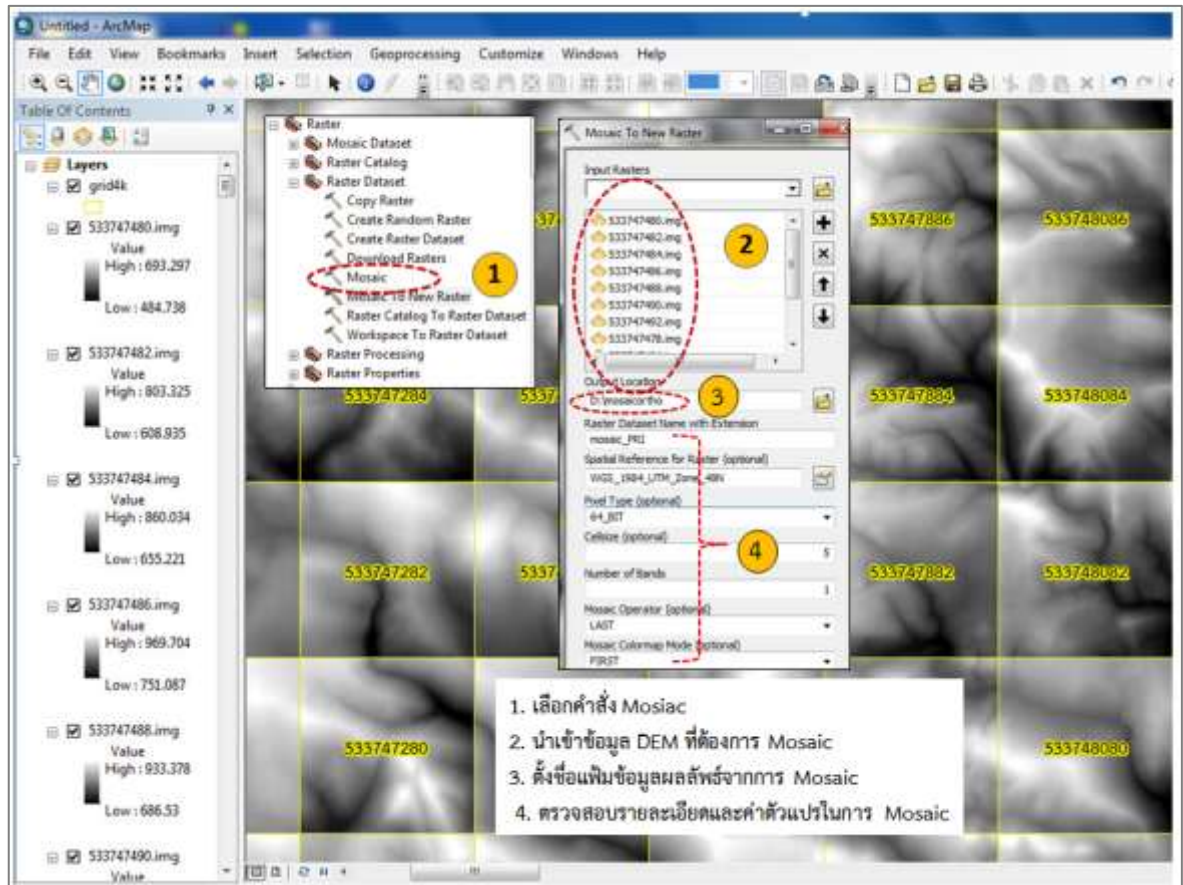 Untitled - ArcMap
File Edit View Bookmarks Insert Selection Geoprocessing Customize Windows Help
Table Of Contents
Layers
grid4k
533747480.img
Value
High : 693.297
Low : 484.738
533747482.img
Value
High : 803.325
Low : 608.935
533747484.img
Value
High : 860.034
Low : 655.221
533747486.img
Value
High : 969.704
Low : 751.087
533747488.img
Value
High : 933.378
Low : 686.53
533747490.img
Value
Raster
Mosaic Dataset
Raster Catalog
Raster Dataset
Copy Raster
Create Random Raster
Create Raster Dataset
Download Rasters
Mosaic
Mosaic To New Raster
Raster Catalog To Raster Dataset
Workspace To Raster Dataset
Raster Processing
Raster Properties
1
Mosaic To New Raster
Input Rasters
533747480.img
533747482.img
533747484.img
533747486.img
533747488.img
533747490.img
533747492.img
533747478.img
2
Output Location
D:\mosaicortho
3
Raster Dataset Name with Extension
mosaic_PRI
Spatial Reference for Raster (optional)
WGS_1984_UTM_Zone_48N
Pixel Type (optional)
64_BIT
Cellsize (optional)
5
4
Number of Bands
1
Mosaic Operator (optional)
LAST
Mosaic Colormap Mode (optional)
FIRST
533747886 533748086
533747284 5337 533747884 533748084
533747282 5337 533747882 533748082
533747280 533748080
1. เลือกคำสั่ง Mosiac
2. นำเข้าข้อมูล DEM ที่ต้องการ Mosaic
3. ตั้งชื่อแฟ้มข้อมูลผลลัพธ์จากการ Mosaic
4. ตรวจสอบรายละเอียดและค่าตัวแปรในการ Mosaic